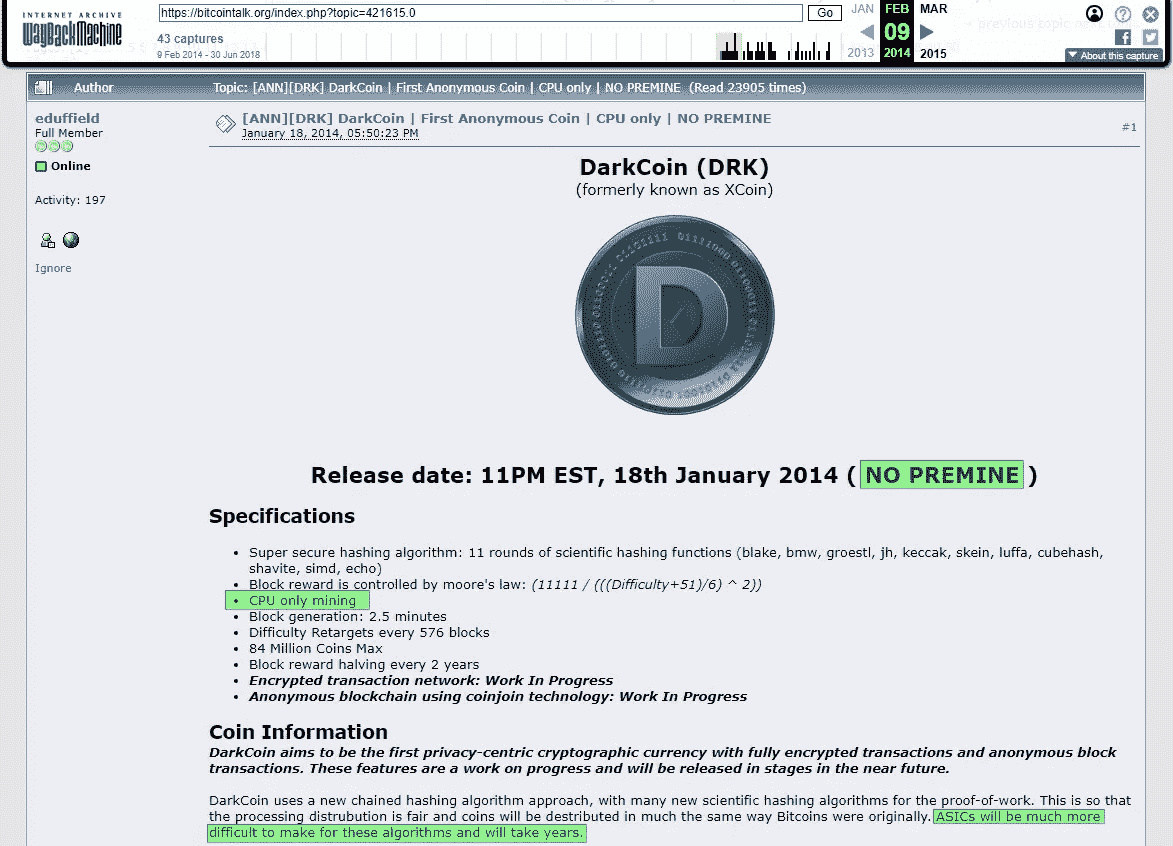 INTERNET ARCHIVE
WayBackMachine
https://bitcointalk.org/index.php?topic=421615.0
Go
JAN FEB MAR
43 captures
09
9 Feb 2014 - 30 Jun 2018
2013 2014 2015
f
About this capture
Author
Topic: [ANN][DRK] DarkCoin | First Anonymous Coin | CPU only | NO PREMINE (Read 23905 times)
eduffield
Full Member
Online
Activity: 197
Ignore
[ANN][DRK] DarkCoin | First Anonymous Coin | CPU only | NO PREMINE
January 18, 2014, 05:50:23 PM
#1
DarkCoin (DRK)
(formerly known as XCoin)
D
Release date: 11PM EST, 18th January 2014 ( NO PREMINE )
Specifications
• Super secure hashing algorithm: 11 rounds of scientific hashing functions (blake, bmw, groestl, jh, keccak, skein, luffa, cubehash,
shavite, simd, echo)
• Block reward is controlled by moore's law: (11111 / (((Difficulty+51)/6) ^ 2))
• CPU only mining
• Block generation: 2.5 minutes
• Difficulty Retargets every 576 blocks
• 84 Million Coins Max
• Block reward halving every 2 years
• Encrypted transaction network: Work In Progress
• Anonymous blockchain using coinjoin technology: Work In Progress
Coin Information
DarkCoin aims to be the first privacy-centric cryptographic currency with fully encrypted transactions and anonymous block
transactions. These features are a work on progress and will be released in stages in the near future.
DarkCoin uses a new chained hashing algorithm approach, with many new scientific hashing algorithms for the proof-of-work. This is so that
the processing distrubution is fair and coins will be destributed in much the same way Bitcoins were originally. ASICs will be much more
difficult to make for these algorithms and will take years.